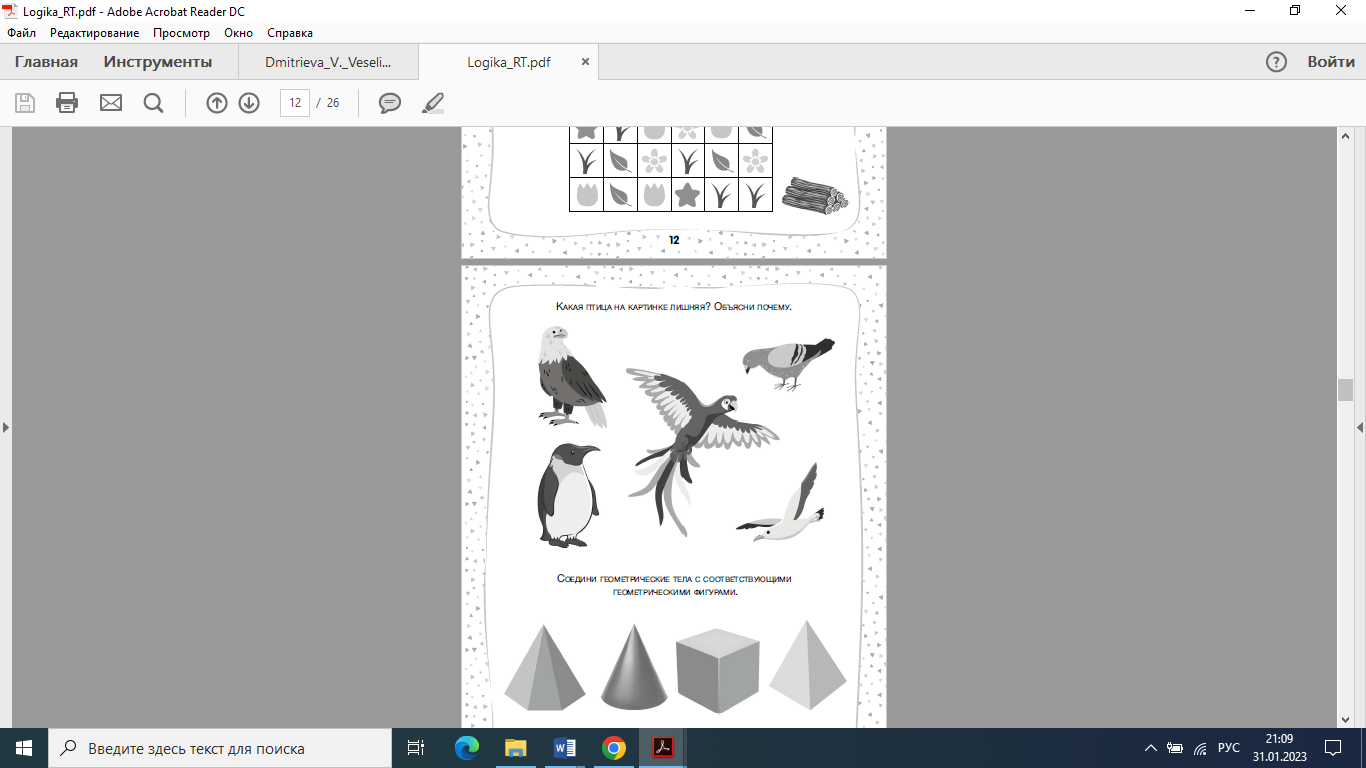 Logika_RT.pdf - Adobe Acrobat Reader DC
Файл Редактирование Просмотр Окно Справка
Главная Инструменты Dmitrieva_V._Veseli... Logika_RT.pdf Войти
12 / 26
12
Какая птица на картинке лишняя? Объясни почему.
Соедини геометрические тела с соответствующими
геометрическими фигурами.
Введите здесь текст для поиска
РУС
21:09
31.01.2023